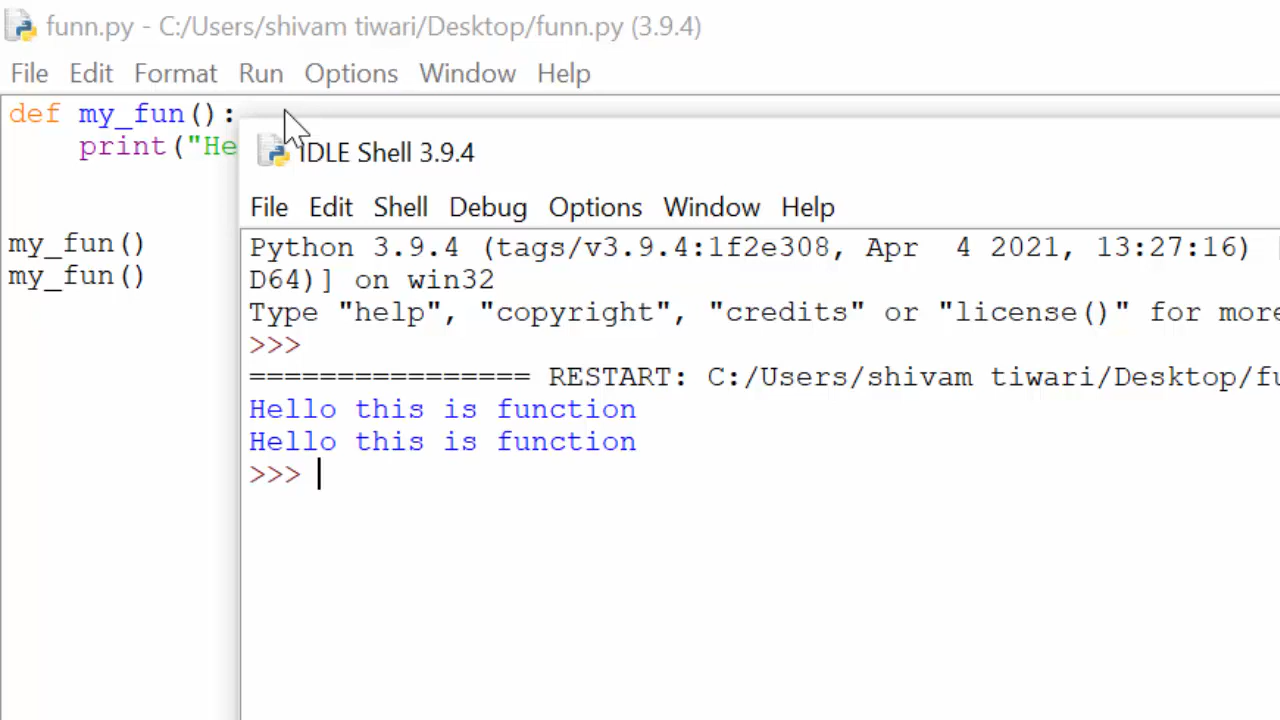 funn.py - C:/Users/shivam tiwari/Desktop/funn.py (3.9.4)
File Edit Format Run Options Window Help
def my_fun():
print("He
my_fun()
my_fun()
IDLE Shell 3.9.4
File Edit Shell Debug Options Window Help
Python 3.9.4 (tags/v3.9.4:1f2e308, Apr  4 2021, 13:27:16) [
D64)] on win32
Type "help", "copyright", "credits" or "license()" for more
>>>
================ RESTART: C:/Users/shivam tiwari/Desktop/fu
Hello this is function
Hello this is function
>>>